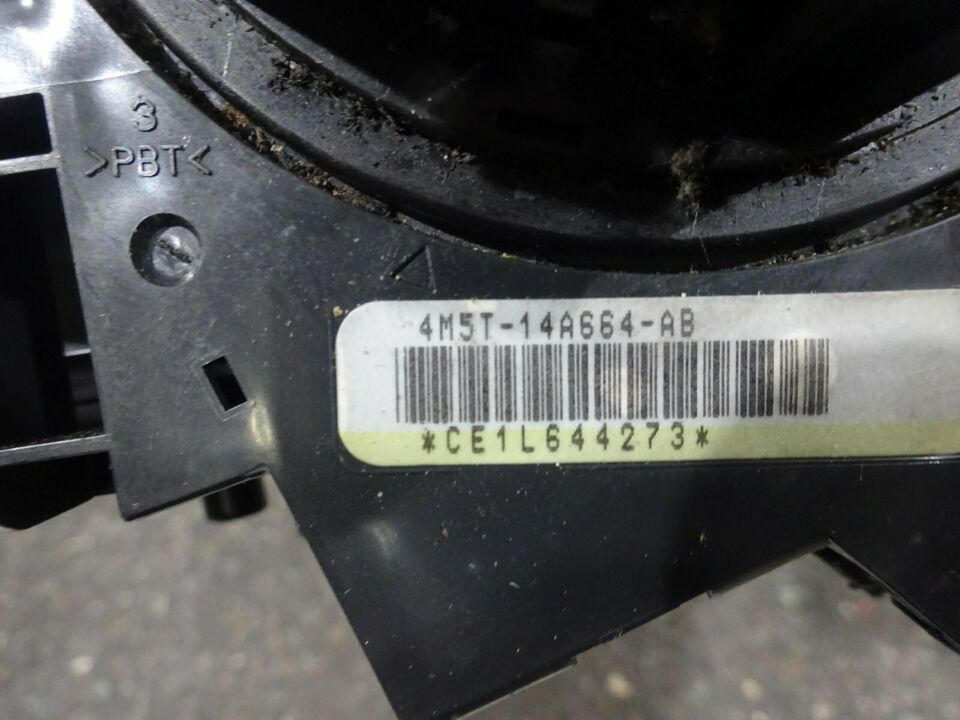 3
>PBT<
4M5T-14A664-AB
*CE1L644273*